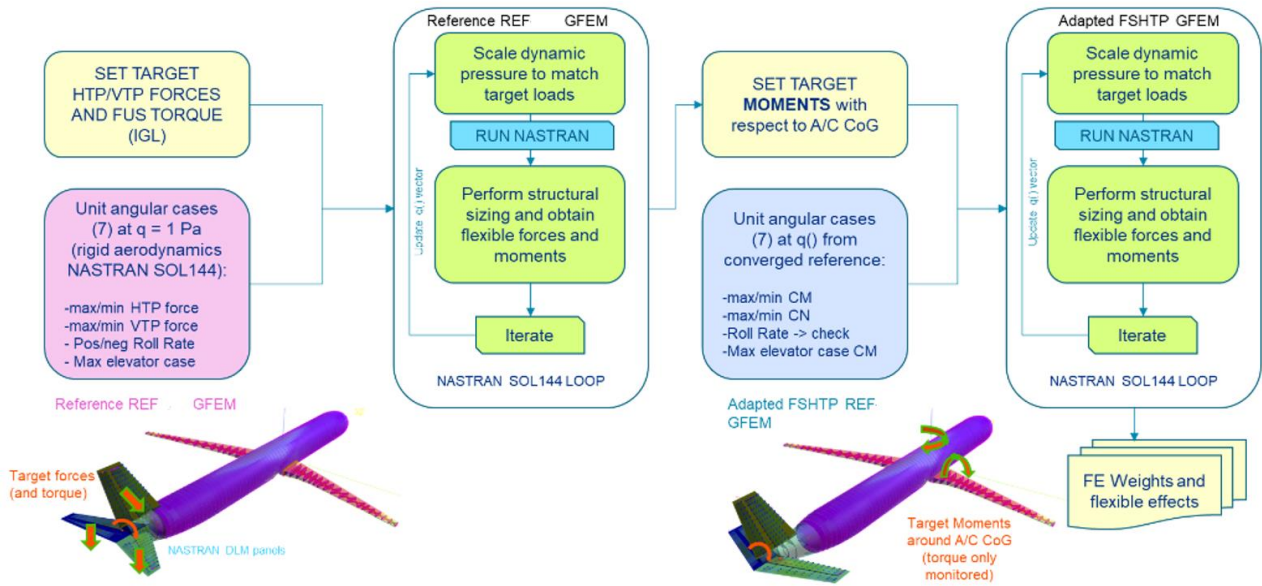 SET TARGET
HTP/VTP FORCES
AND FUS TORQUE
(IGL)
Unit angular cases
(7) at q = 1 Pa
(rigid aerodynamics
NASTRAN SOL144):
-max/min HTP force
-max/min VTP force
- Pos/neg Roll Rate
- Max elevator case
Reference REF GFEM
Scale dynamic
pressure to match
target loads
RUN NASTRAN
Perform structural
sizing and obtain
flexible forces and
moments
Iterate
Update q() vector
NASTRAN SOL144 LOOP
SET TARGET
MOMENTS with
respect to A/C CoG
Unit angular cases
(7) at q() from
converged reference:
-max/min CM
-max/min CN
-Roll Rate -> check
-Max elevator case CM
Adapted FSHTP GFEM
Scale dynamic
pressure to match
target loads
RUN NASTRAN
Perform structural
sizing and obtain
flexible forces and
moments
Iterate
Update q() vector
NASTRAN SOL144 LOOP
Reference REF . GFEM
Target forces
(and torque)
NASTRAN DLM panels
Adapted FSHTP REF-
GFEM
Target Moments
around A/C CoG
(torque only
monitored)
FE Weights and
flexible effects